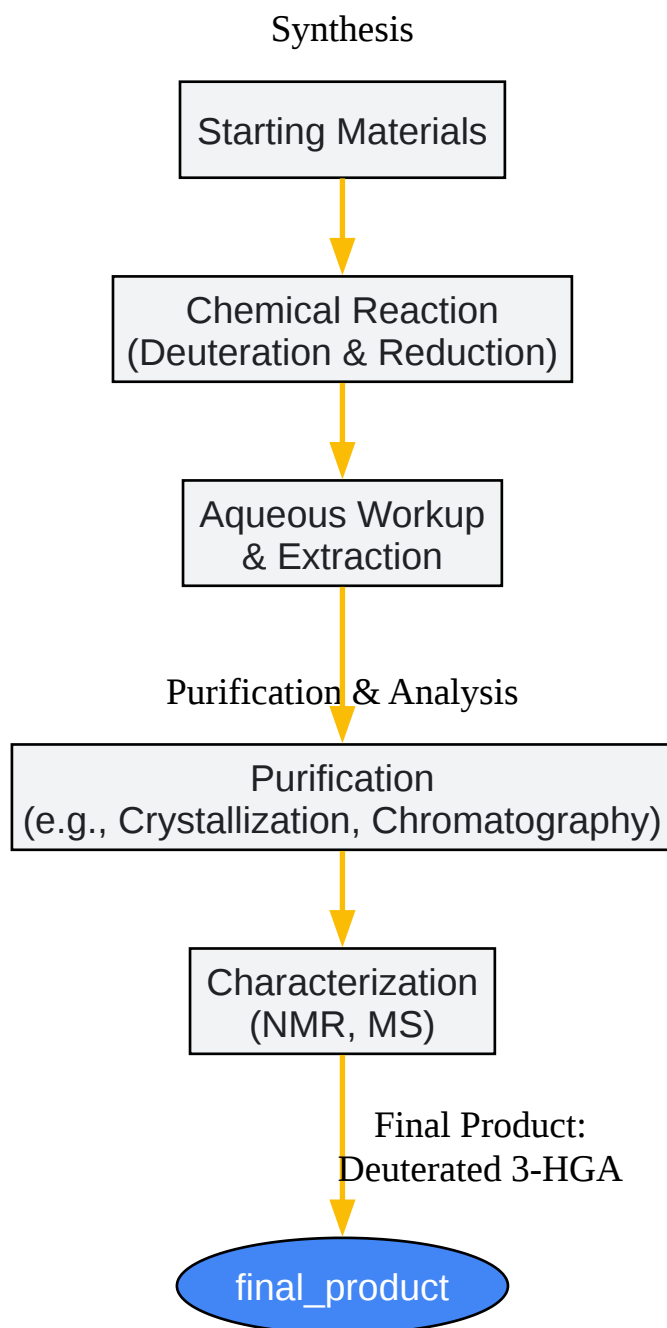 Synthesis
Starting Materials
Chemical Reaction
(Deuteration & Reduction)
Aqueous Workup
& Extraction
Purification & Analysis
Purification
(e.g., Crystallization, Chromatography)
Characterization
(NMR, MS)
Final Product:
Deuterated 3-HGA
final_product